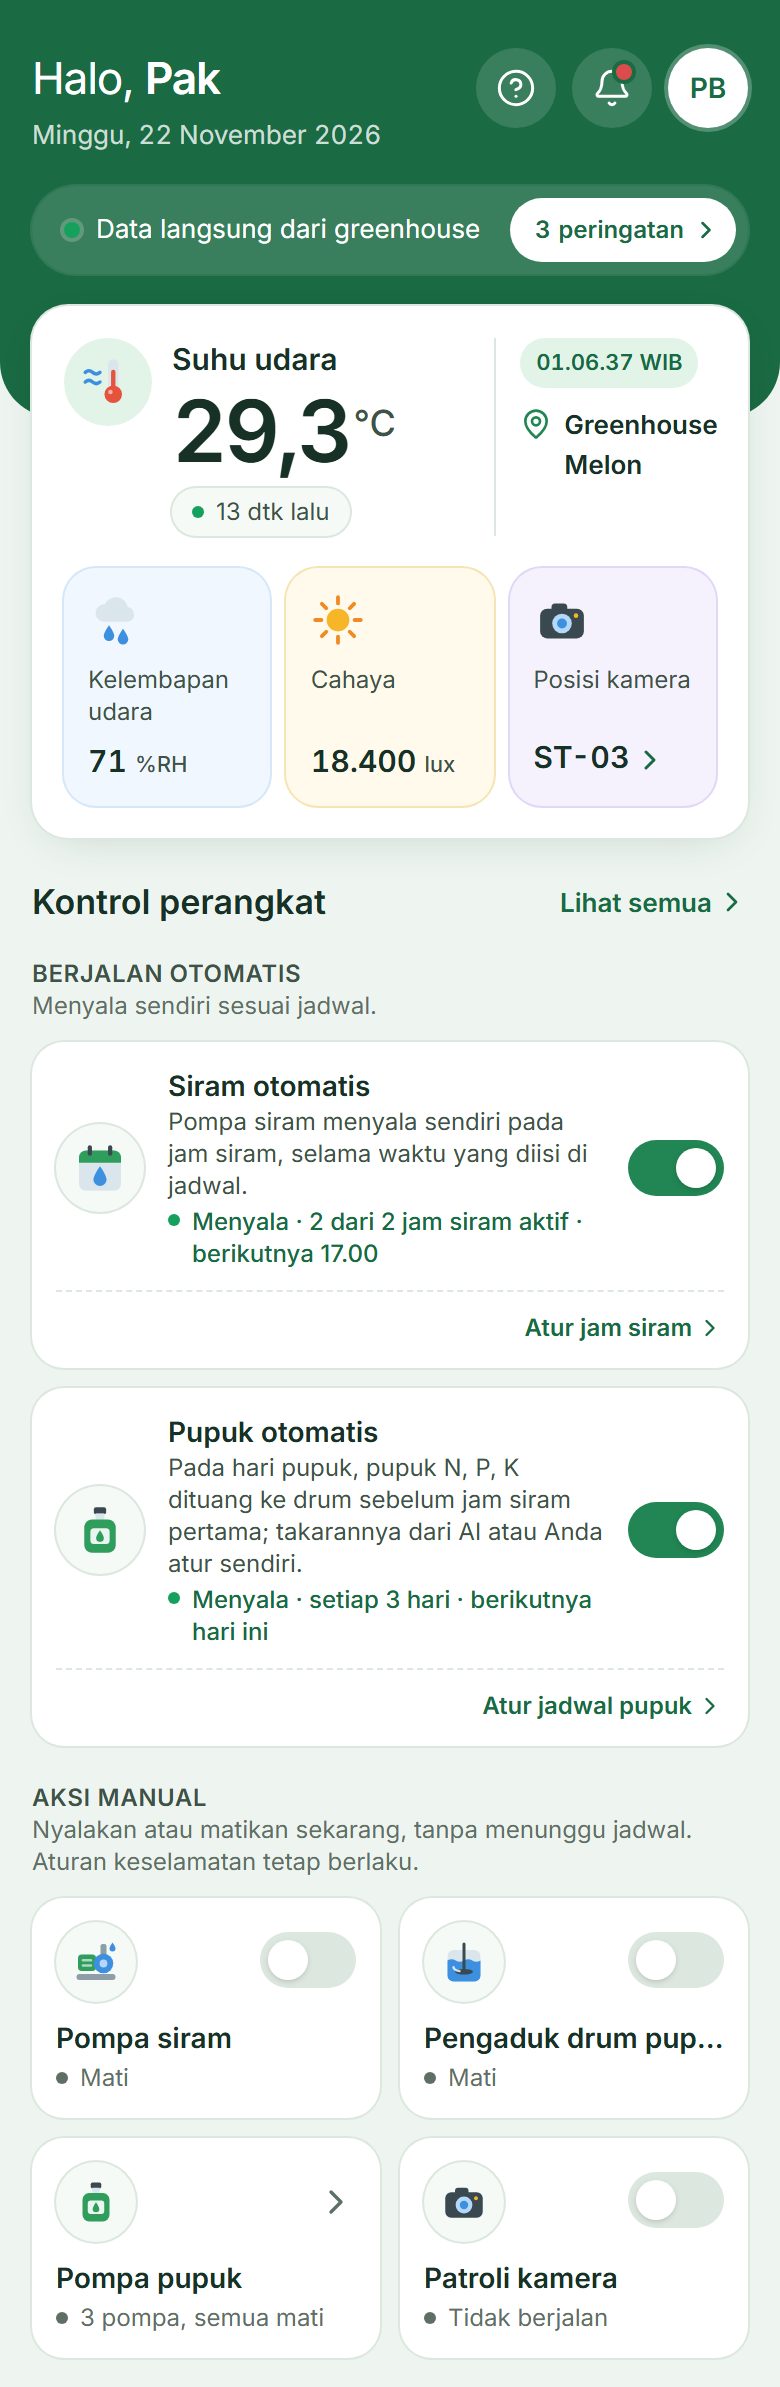 Halo, Pak
Minggu, 22 November 2026
PB
Data langsung dari greenhouse
3 peringatan
Suhu udara
29,3 °C
13 dtk lalu
01.06.37 WIB
Greenhouse
Melon
Kelembapan
udara
71 %RH
Cahaya
18.400 lux
Posisi kamera
ST-03
Kontrol perangkat
Lihat semua
BERJALAN OTOMATIS
Menyala sendiri sesuai jadwal.
Siram otomatis
Pompa siram menyala sendiri pada
jam siram, selama waktu yang diisi di
jadwal.
Menyala · 2 dari 2 jam siram aktif ·
berikutnya 17.00
Atur jam siram
Pupuk otomatis
Pada hari pupuk, pupuk N, P, K
dituang ke drum sebelum jam siram
pertama; takarannya dari AI atau Anda
atur sendiri.
Menyala · setiap 3 hari · berikutnya
hari ini
Atur jadwal pupuk
AKSI MANUAL
Nyalakan atau matikan sekarang, tanpa menunggu jadwal.
Aturan keselamatan tetap berlaku.
Pompa siram
Mati
Pengaduk drum pup...
Mati
Pompa pupuk
3 pompa, semua mati
Patroli kamera
Tidak berjalan